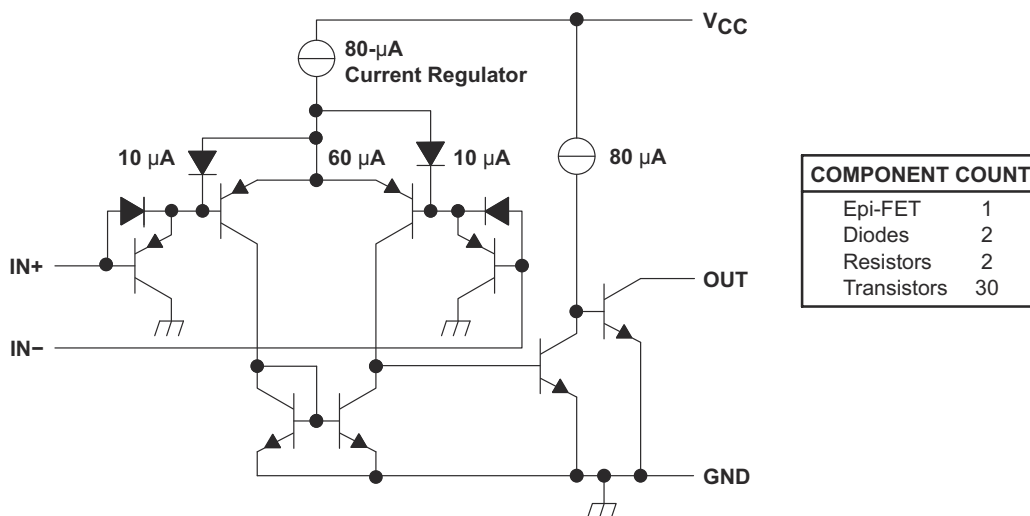 VCC
80-µA
Current Regulator
10 µA
60 µA
10 µA
80 µA
COMPONENT COUNT
Epi-FET 1
Diodes 2
Resistors 2
Transistors 30
IN+
OUT
IN−
GND